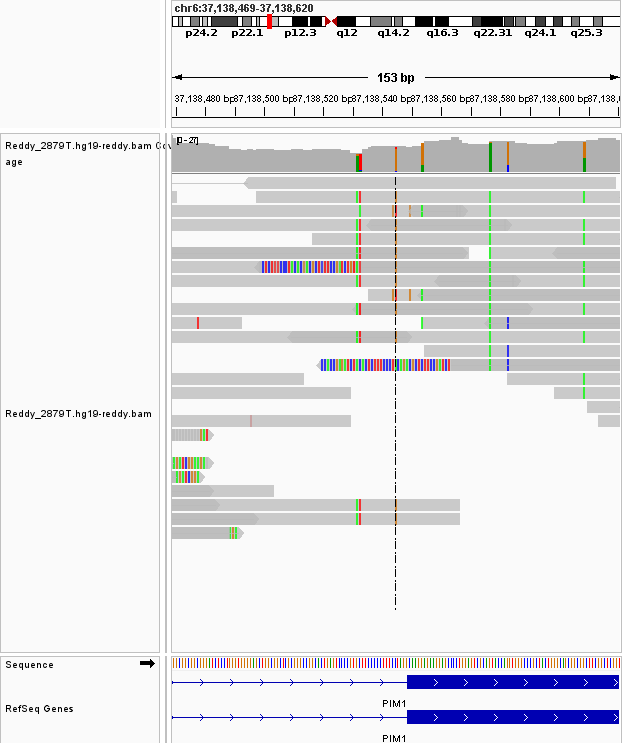 chr6:37,138,469-37,138,620
p24.2 p22.1 p12.3 q12 q14.2 q16.3 q22.31 q24.1 q25.3
153 bp
37,138,480 bp 37,138,500 bp 37,138,520 bp 37,138,540 bp 37,138,560 bp 37,138,580 bp 37,138,600 bp 37,138,6
Reddy_2879T.hg19-reddy.bam Cov
age
[0 - 27]
Reddy_2879T.hg19-reddy.bam
Sequence
PIM1
RefSeq Genes
PIM1